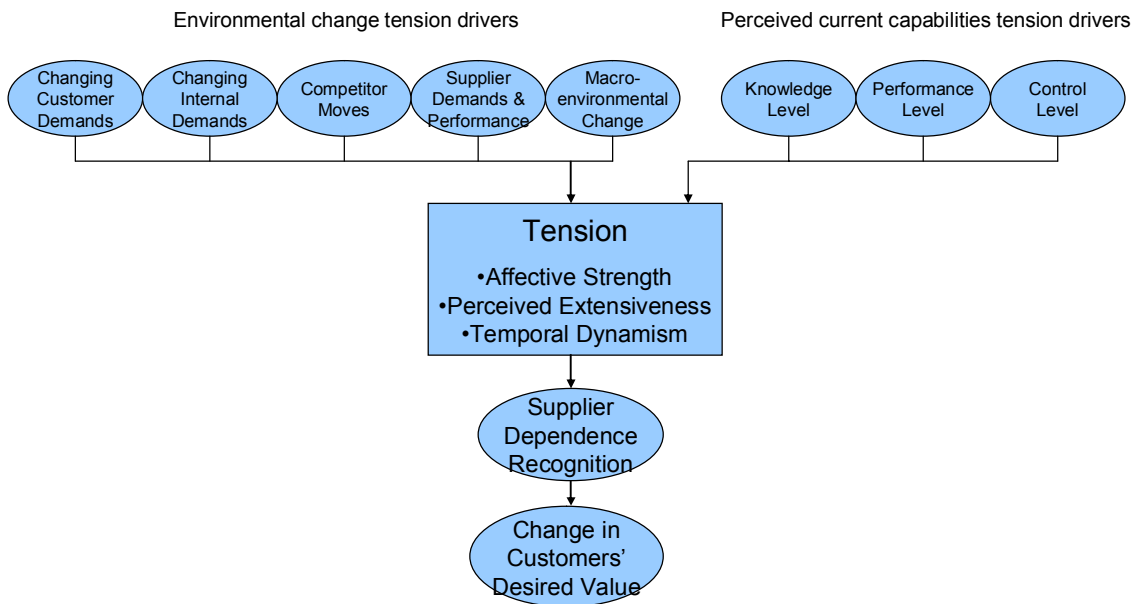 Environmental change tension drivers
Perceived current capabilities tension drivers
Changing
Customer
Demands
Changing
Internal
Demands
Competitor
Moves
Supplier
Demands &
Performance
Macro-
environmental
Change
Knowledge
Level
Performance
Level
Control
Level
Tension
•Affective Strength
•Perceived Extensiveness
•Temporal Dynamism
Supplier
Dependence
Recognition
Change in
Customers’
Desired Value